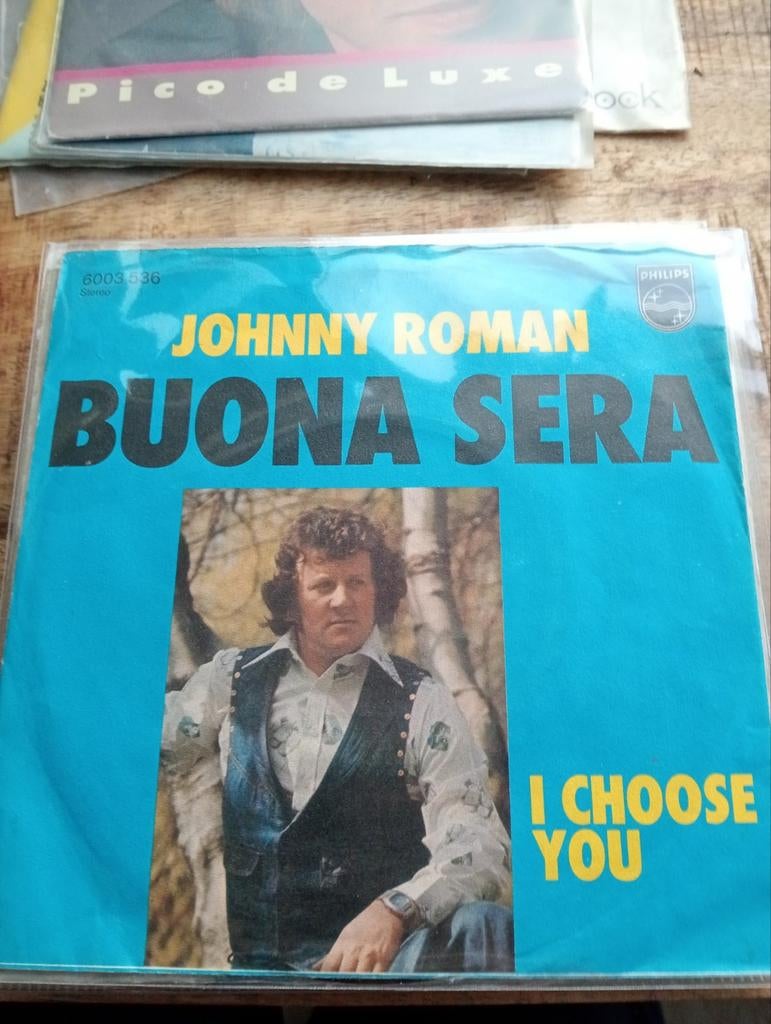 Pico de Luxe
ock
6003 536
Stereo
PHILIPS
JOHNNY ROMAN
BUONA SERA
I CHOOSE
YOU